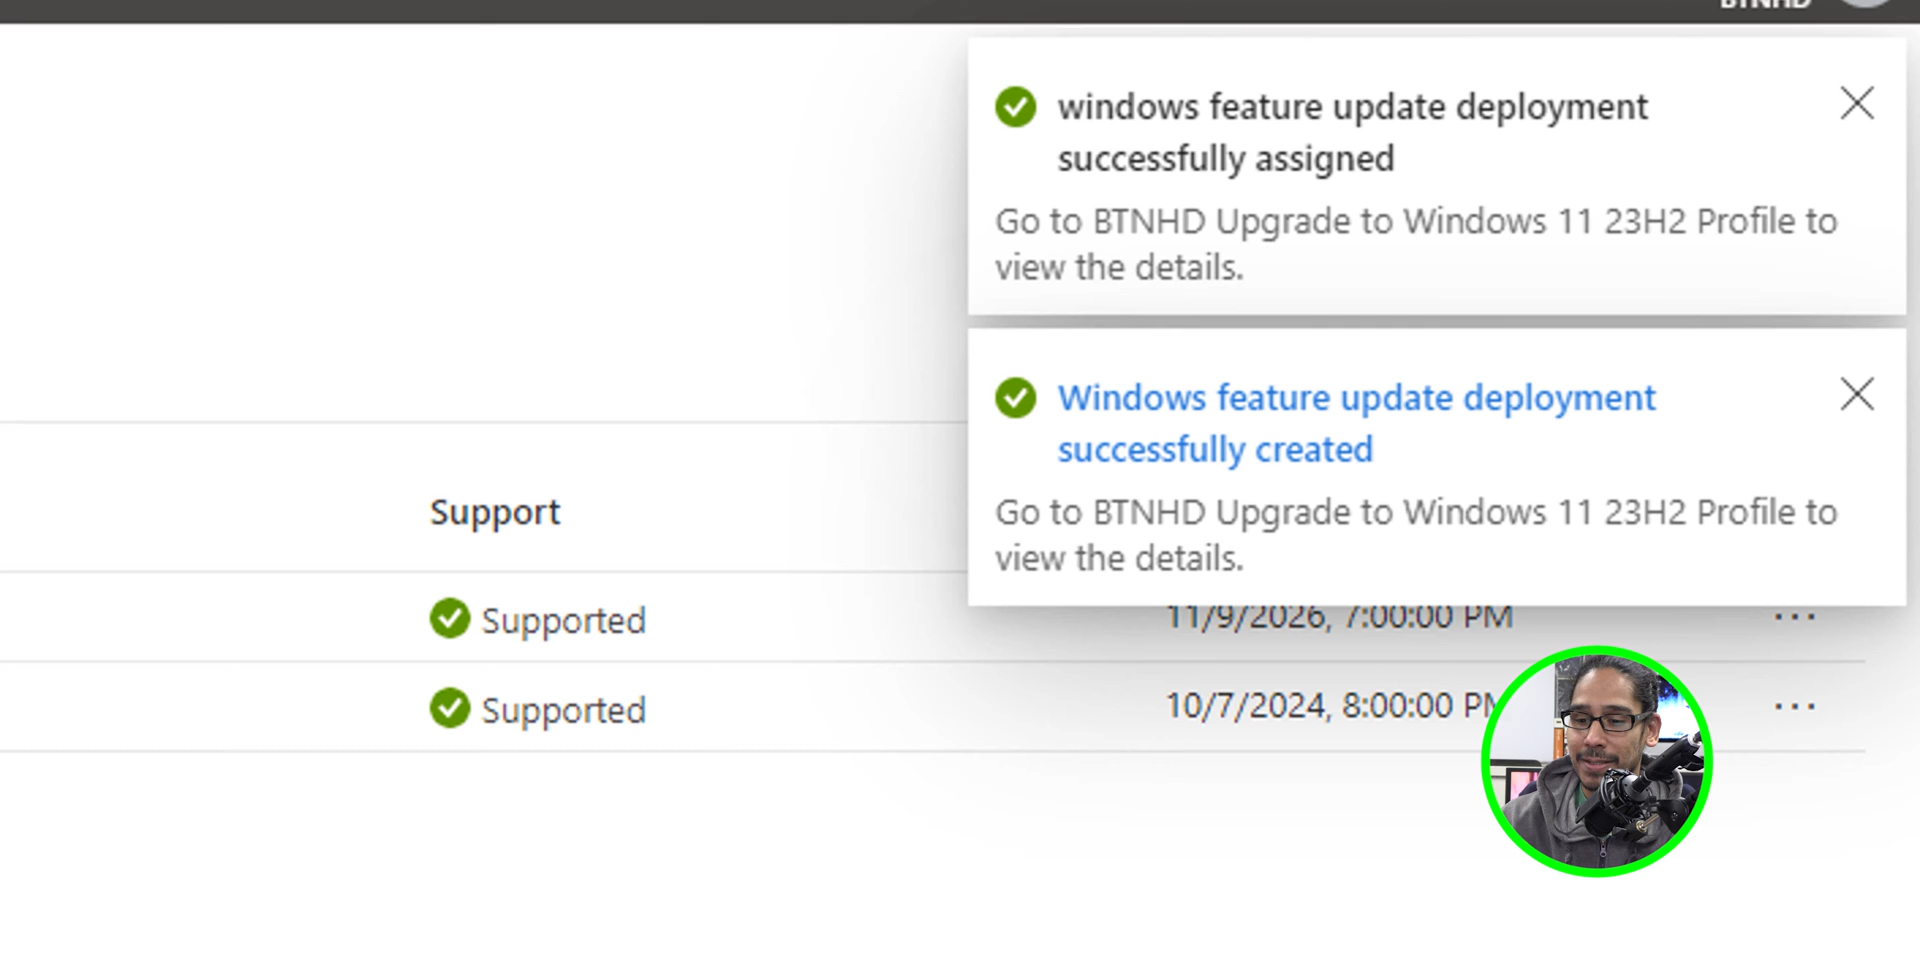 BTNHD
windows feature update deployment
successfully assigned
Go to BTNHD Upgrade to Windows 11 23H2 Profile to
view the details.
Windows feature update deployment
successfully created
Go to BTNHD Upgrade to Windows 11 23H2 Profile to
view the details.
Support
Supported 11/9/2026, 7:00:00 PM
Supported 10/7/2024, 8:00:00 PM